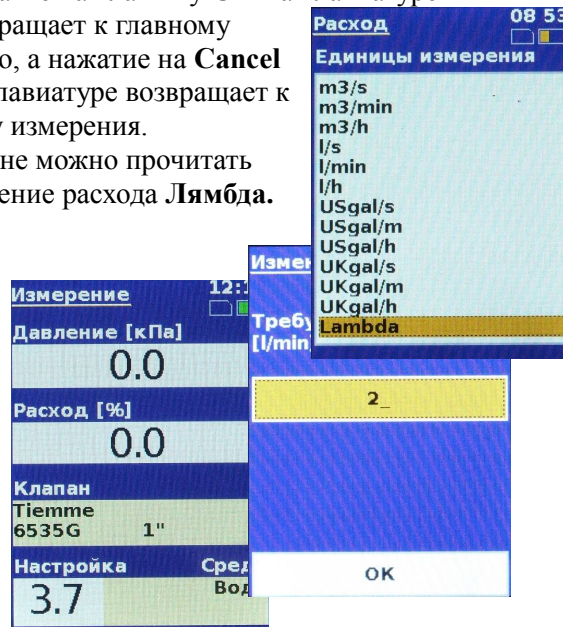 ращает к главному
о, а нажатие на Cancel
лавиатуре возвращает к
у измерения.
не можно прочитать
ение расхода Лямбда.
Расход 08 53
Единицы измерения
m3/s
m3/min
m3/h
l/s
l/min
l/h
USgal/s
USgal/m
USgal/h
UKgal/s
UKgal/m
UKgal/h
Lambda
Измерение 12:
Давление [кПа]
0.0
Расход [%]
0.0
Клапан
Tiemme
6535G 1"
Настройка Сред
3.7 Вод
Измен
Требу
[l/min
2_
OK